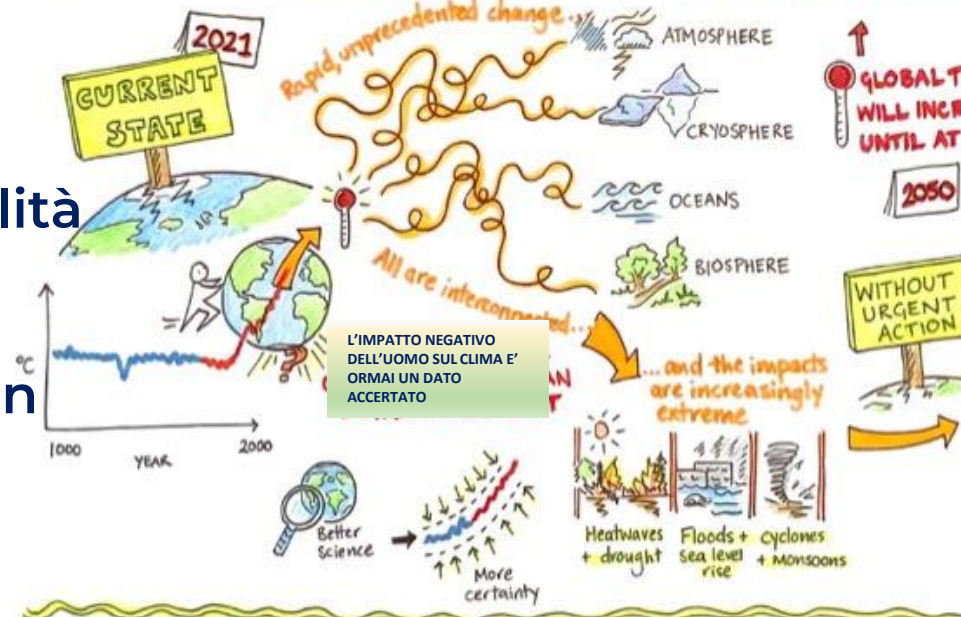 2021
CURRENT
STATE
Rapid, unprecedented change...
ATMOSPHERE
CRYOSPHERE
OCEANS
BIOSPHERE
All are interconnected...
...and the impacts
are increasingly
extreme
Heatwaves
+ drought
Floods +
sea level
rise
cyclones
+ Monsoons
WILL
UNTIL AT
2050
WITHOUT
URGENT
ACTION
°C
1000
YEAR
2000
?
L'IMPATTO NEGATIVO
DELL'UOMO SUL CLIMA E'
ORMAI UN DATO
ACCERTATO
Better
Science
More
certainty
GLOBAL